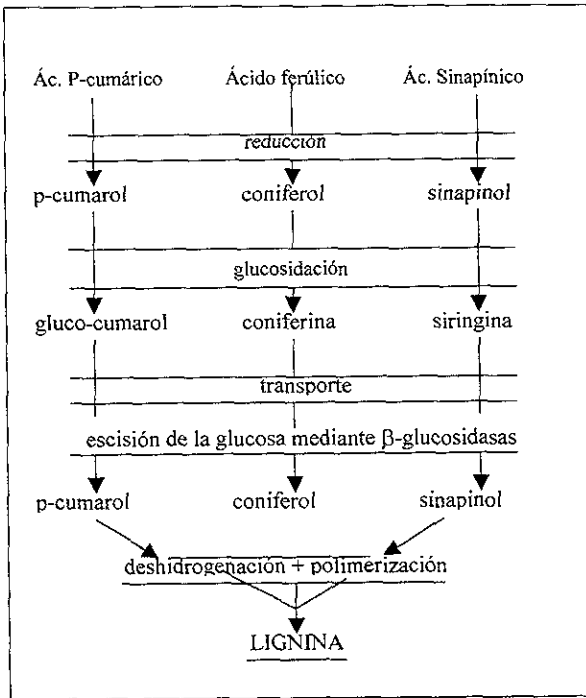 Ác. P-cumárico Ácido ferúlico Ác. Sinapínico
reducción
p-cumarol coniferol sinapinol
glucosidación
gluco-cumarol coniferina siringina
transporte
escisión de la glucosa mediante β-glucosidasas
p-cumarol coniferol sinapinol
deshidrogenación + polimerización
LIGNINA